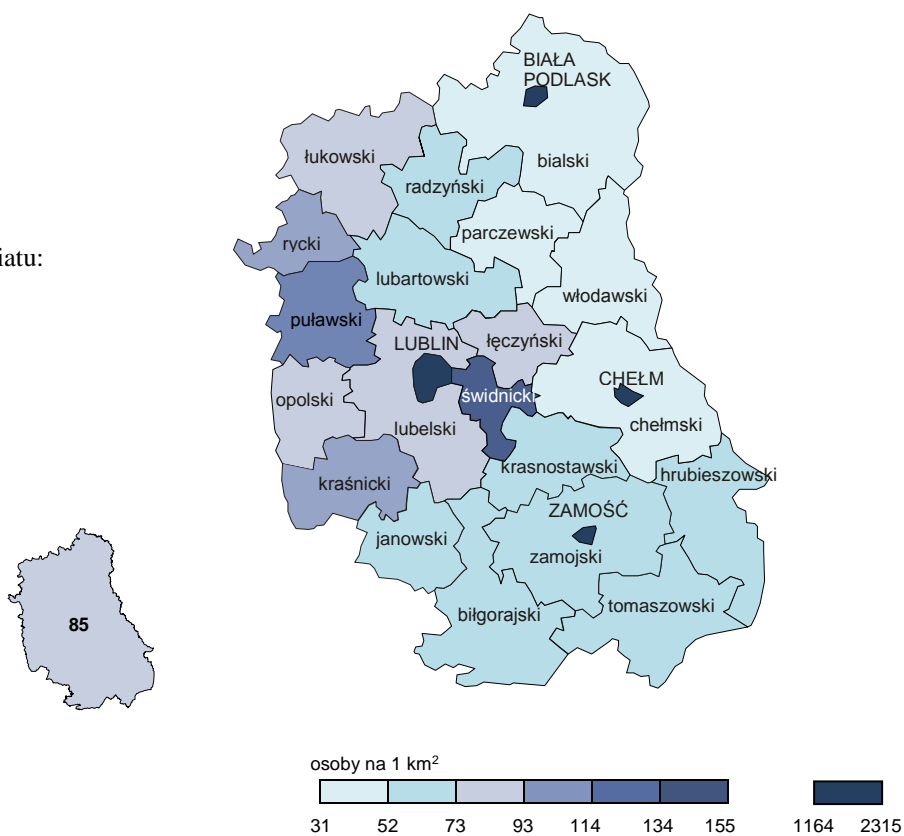 BIAŁA
PODLASK
łukowski
bialski
radzyński
parczewski
rycki
iatu:
lubartowski
włodawski
puławski
LUBLIN
łęczyński
CHEŁM
opolski
świdnicki
lubelski
chełmski
krasnostawski
hrubieszowski
kraśnicki
ZAMOŚĆ
janowski
zamojski
biłgorajski
tomaszowski
85
osoby na 1 km²
31 52 73 93 114 134 155 1164 2315